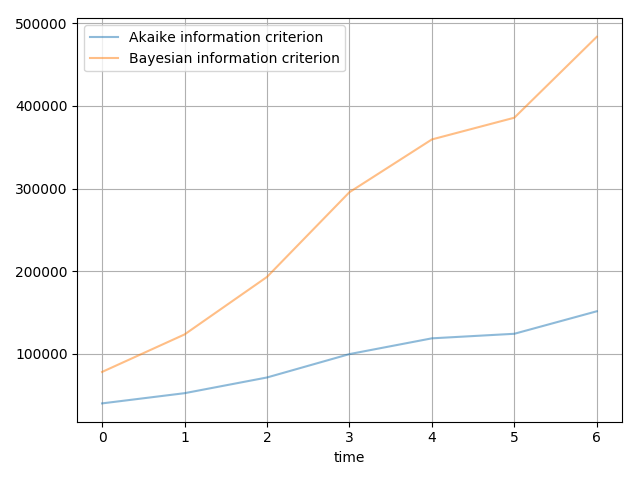 Akaike information criterion
Bayesian information criterion
500000
400000
300000
200000
100000
0 1 2 3 4 5 6
time